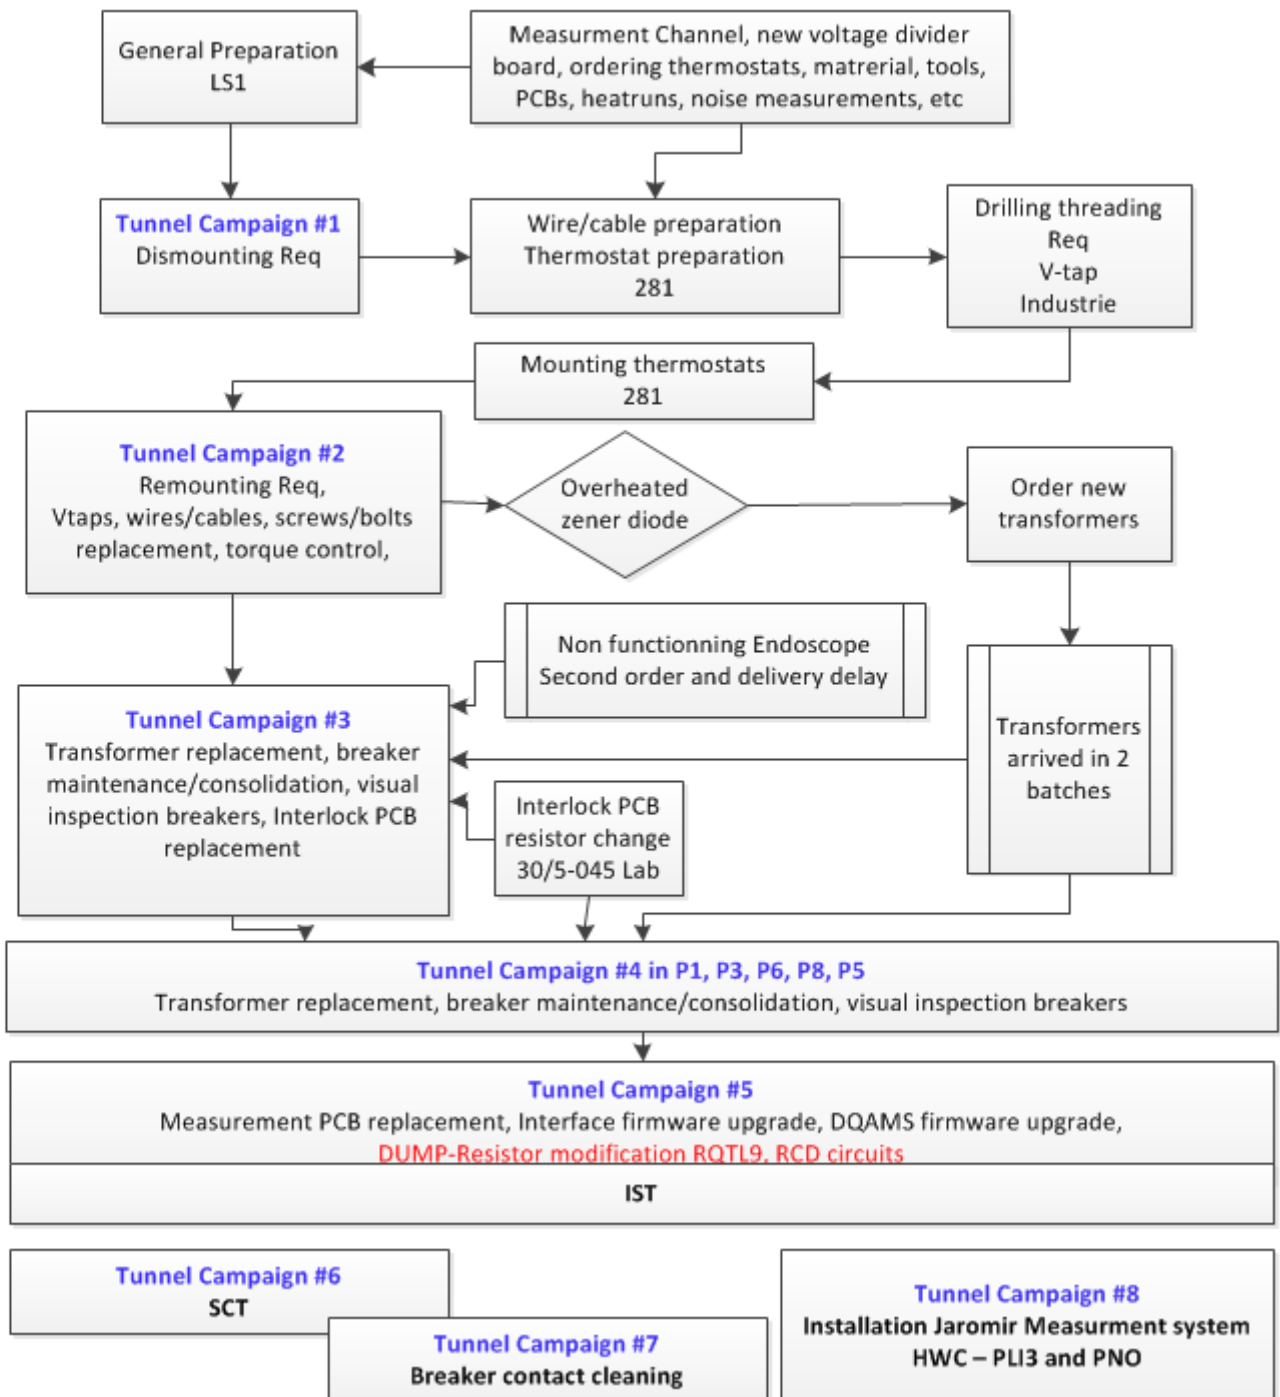 General Preparation
LS1
Measurment Channel, new voltage divider
board, ordering thermostats, matrerial, tools,
PCBs, heatruns, noise measurements, etc
Tunnel Campaign #1
Dismounting Req
Wire/cable preparation
Thermostat preparation
281
Drilling threading
Req
V-tap
Industrie
Mounting thermostats
281
Tunnel Campaign #2
Remounting Req,
Vtaps, wires/cables, screws/bolts
replacement, torque control,
Overheated
zener diode
Order new
transformers
Non functionning Endoscope
Second order and delivery delay
Transformers
arrived in 2
batches
Tunnel Campaign #3
Transformer replacement, breaker
maintenance/consolidation, visual
inspection breakers, Interlock PCB
replacement
Interlock PCB
resistor change
30/5-045 Lab
Tunnel Campaign #4 in P1, P3, P6, P8, P5
Transformer replacement, breaker maintenance/consolidation, visual inspection breakers
Tunnel Campaign #5
Measurement PCB replacement, Interface firmware upgrade, DQAMS firmware upgrade,
DUMP-Resistor modification RQTL9, RCD circuits
IST
Tunnel Campaign #6
SCT
Tunnel Campaign #7
Breaker contact cleaning
Tunnel Campaign #8
Installation Jaromir Measurment system
HWC – PLI3 and PNO